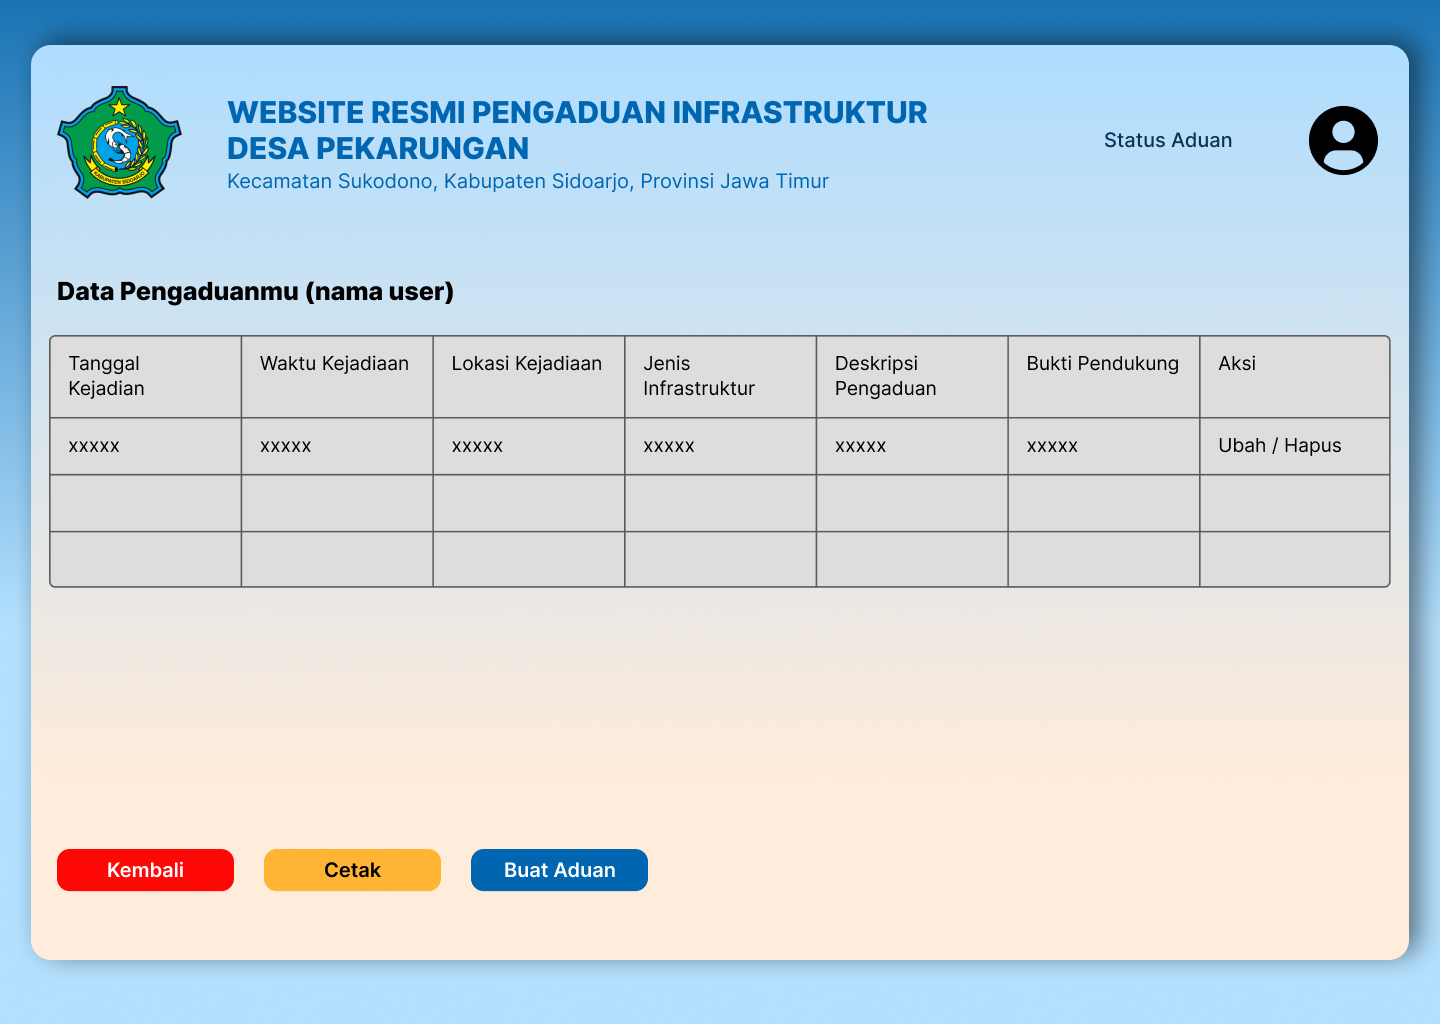 WEBSITE RESMI PENGADUAN INFRASTRUKTUR
DESA PEKARUNGAN
Kecamatan Sukodono, Kabupaten Sidoarjo, Provinsi Jawa Timur
Status Aduan
KABUPATEN SIDOARJO
Data Pengaduanmu (nama user)
Tanggal Kejadian
Waktu Kejadiaan
Lokasi Kejadiaan
Jenis Infrastruktur
Deskripsi Pengaduan
Bukti Pendukung
Aksi
xxxxx
xxxxx
xxxxx
xxxxx
xxxxx
xxxxx
Ubah / Hapus
Kembali
Cetak
Buat Aduan